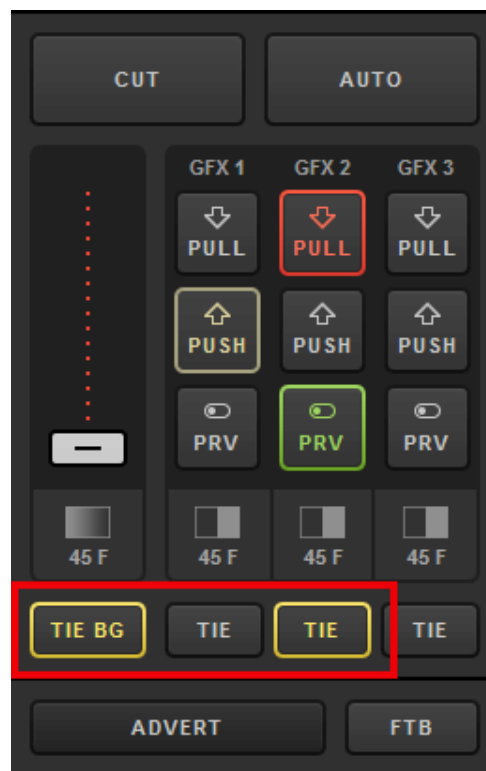 CUT AUTO
GFX 1 GFX 2 GFX 3
PULL PULL PULL
PUSH PUSH PUSH
PRV PRV PRV
45 F 45 F 45 F 45 F
TIE BG TIE TIE TIE
ADVERT FTB